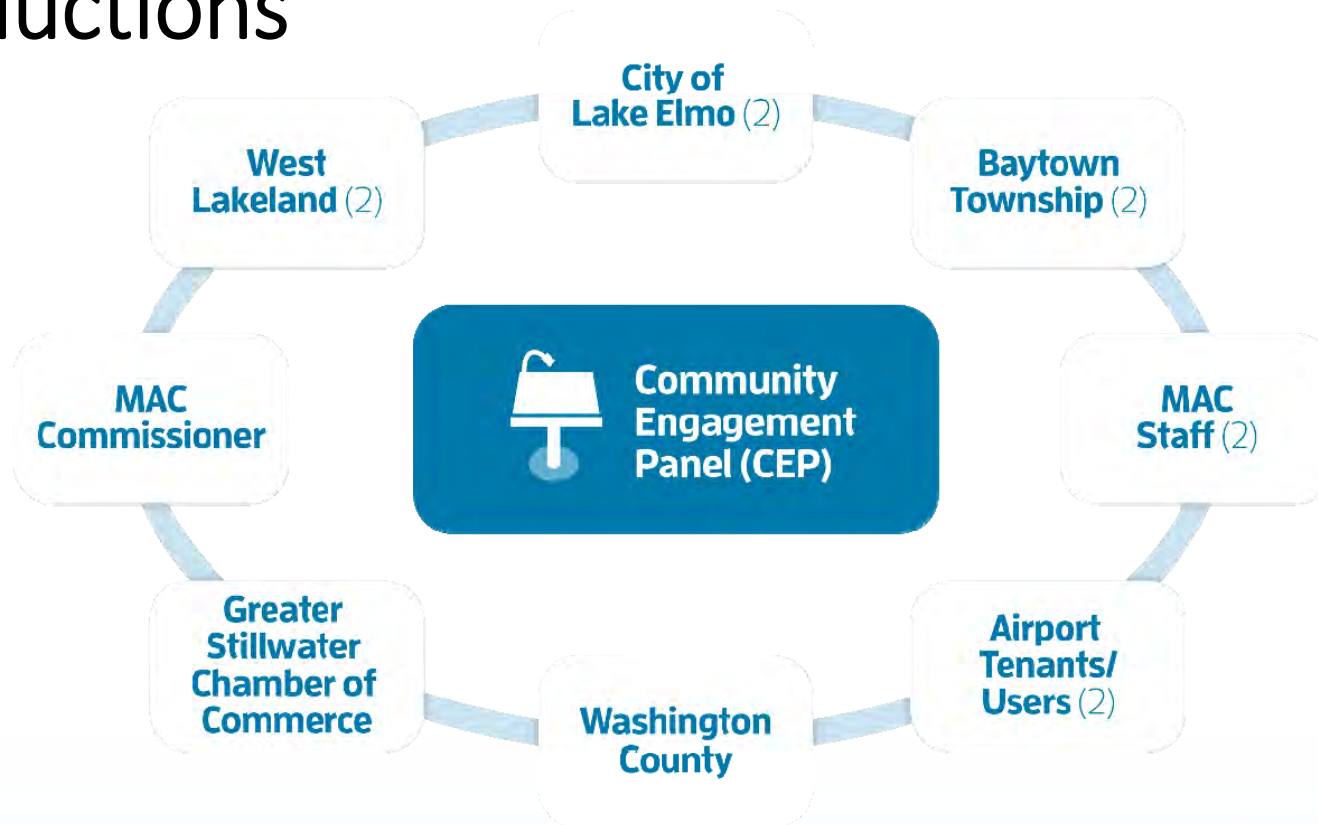 uctions
City of
Lake Elmo (2)
West
Lakeland (2)
Baytown
Township (2)
MAC
Commissioner
Community
Engagement
Panel (CEP)
MAC
Staff (2)
Greater
Stillwater
Chamber of
Commerce
Airport
Tenants/
Users (2)
Washington
County